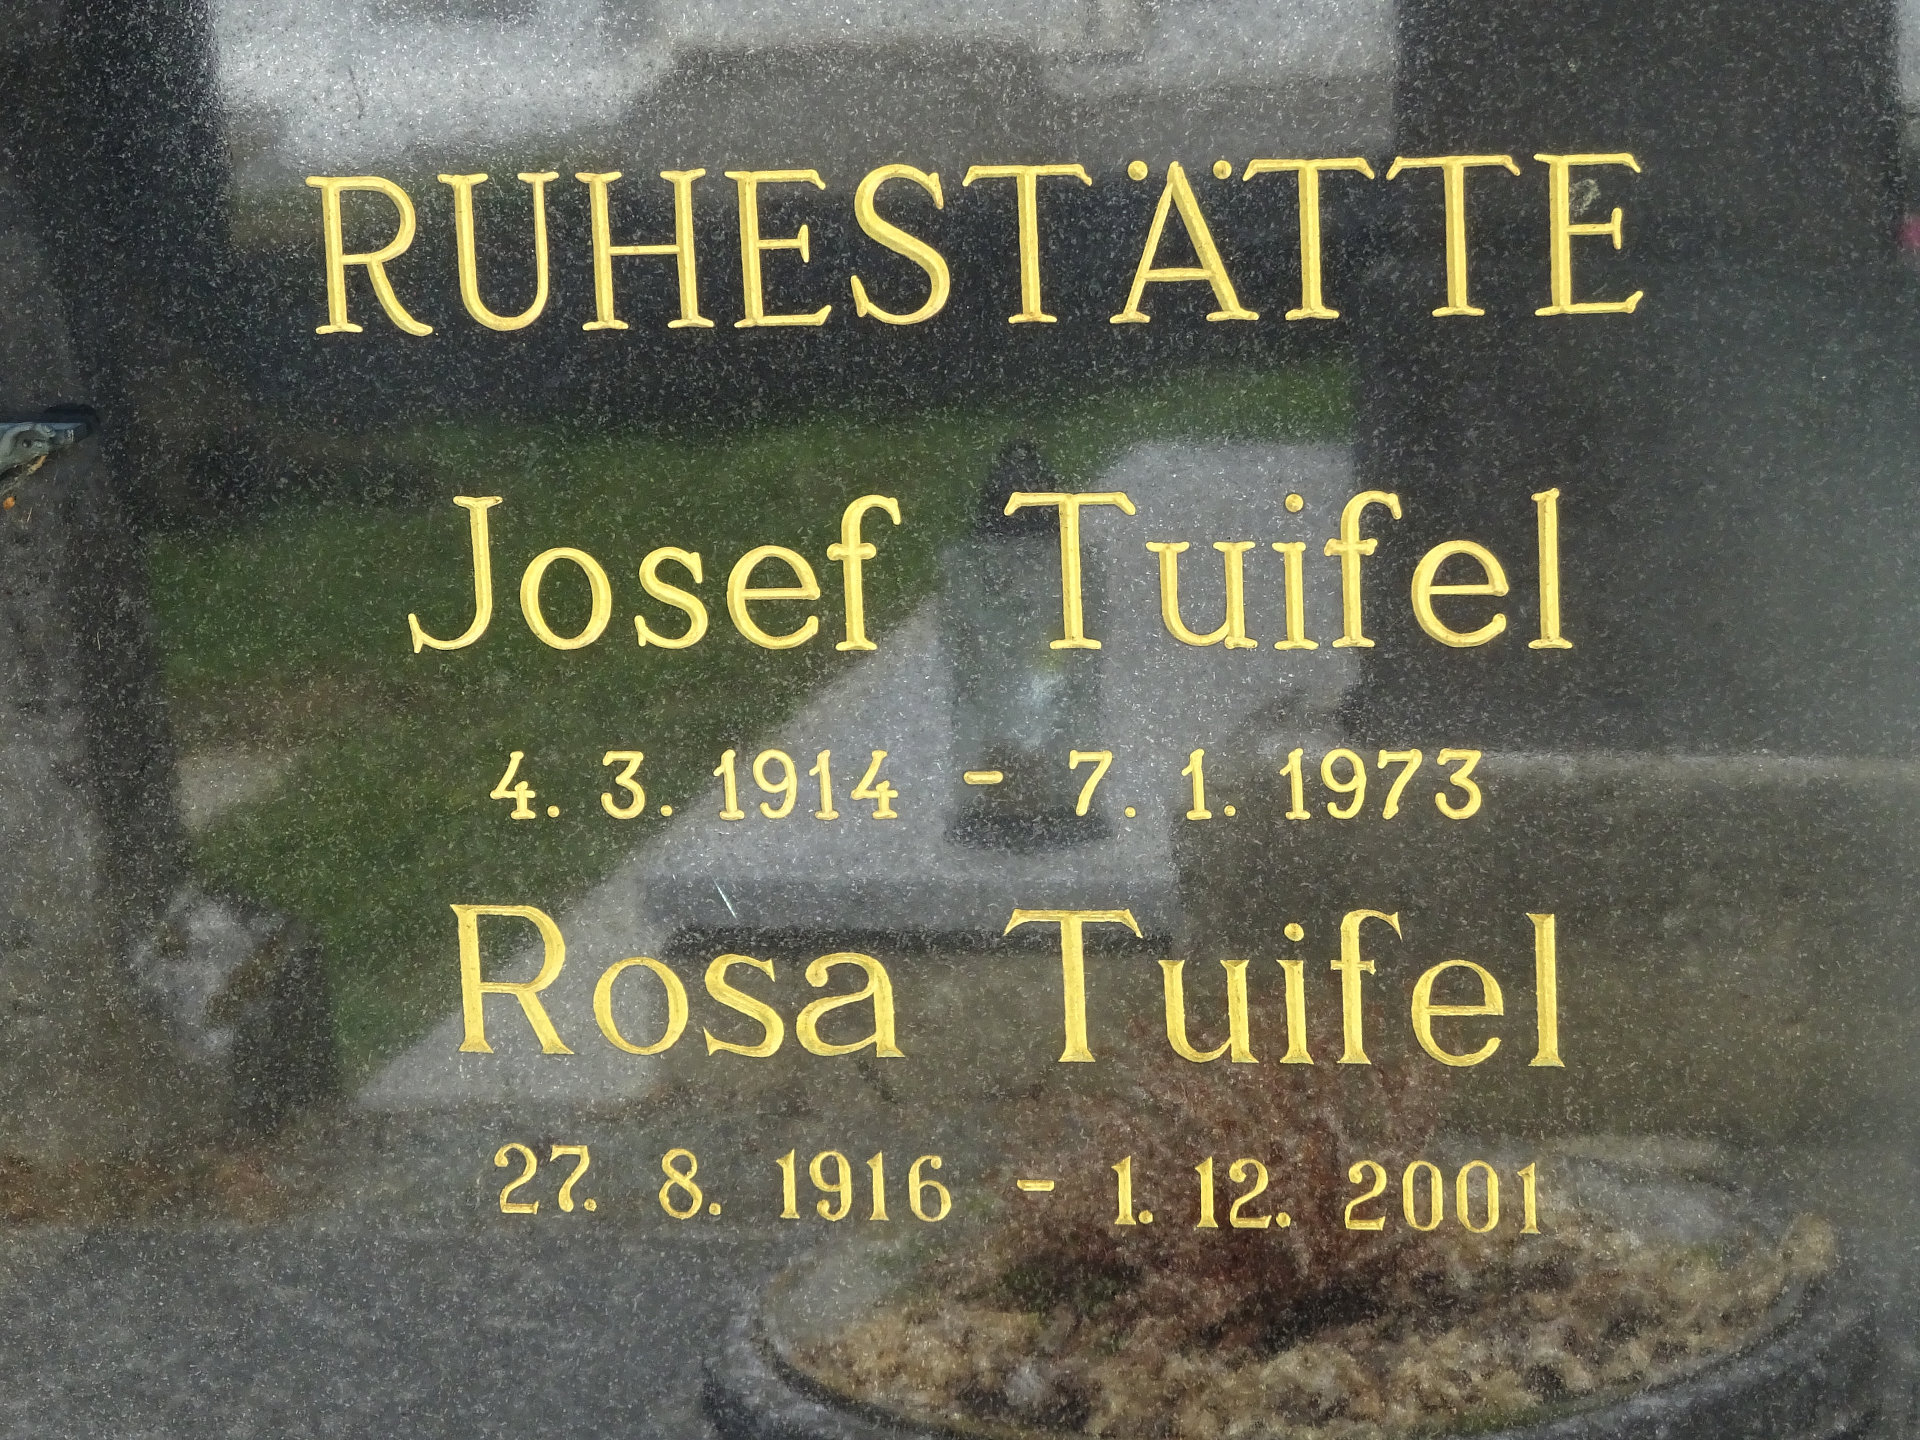 RUHESTÄTTE
Josef Tuifel
4. 3. 1914 - 7. 1. 1973
Rosa Tuifel
27. 8. 1916 - 1. 12. 2001